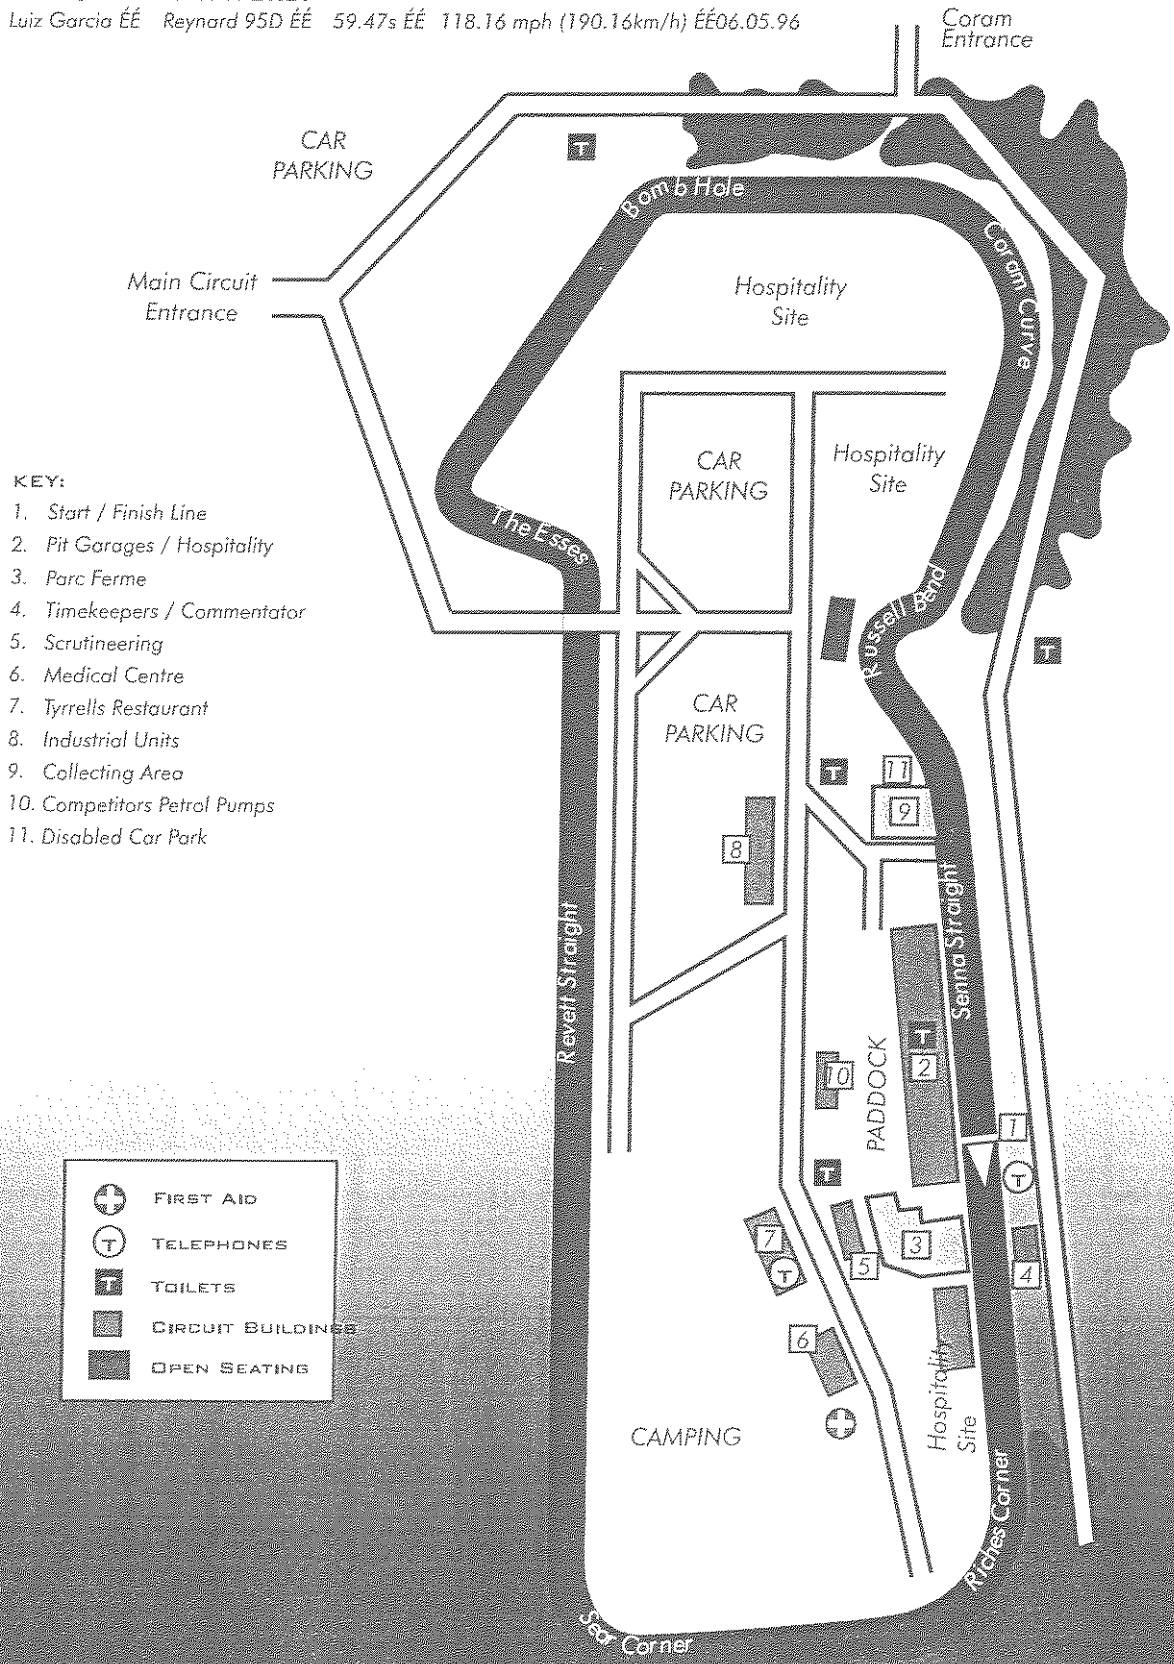 Luiz Garcia ÉÉ Reynard 95D ÉÉ 59.47s ÉÉ 118.16 mph (190.16km/h) ÉÉ06.05.96
Coram
Entrance
CAR
PARKING
T
Bomb Hole
Coram Curve
Main Circuit
Entrance
Hospitality
Site
CAR
PARKING
Hospitality
Site
KEY:
1. Start / Finish Line
2. Pit Garages / Hospitality
3. Parc Ferme
4. Timekeepers / Commentator
5. Scrutineering
6. Medical Centre
7. Tyrrells Restaurant
8. Industrial Units
9. Collecting Area
10. Competitors Petrol Pumps
11. Disabled Car Park
The Esses
Russell Bend
T
CAR
PARKING
T
11
9
8
Revett Straight
Senna Straight
T
2
10
PADDOCK
1
T
T
7
T
5
3
4
6
FIRST AID
T TELEPHONES
T TOILETS
CIRCUIT BUILDINGS
OPEN SEATING
CAMPING
Hospitality
Site
Riches Corner
Sear Corner